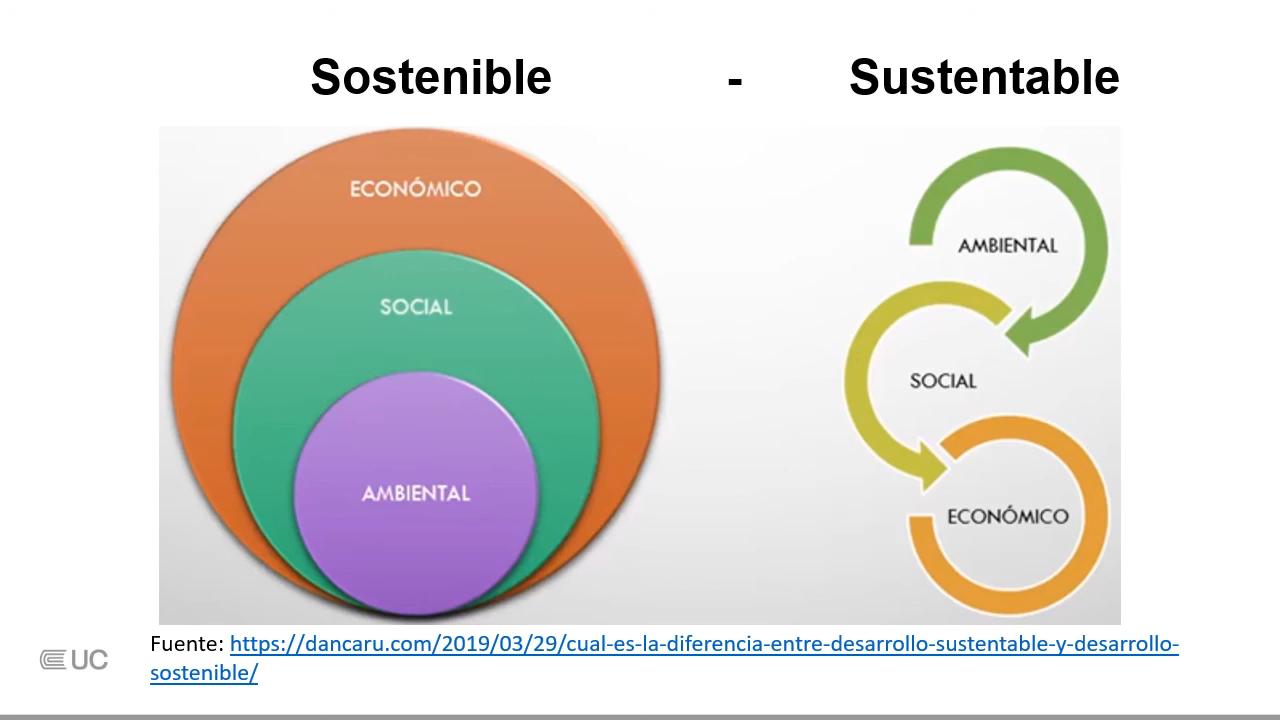 Sostenible - Sustentable
ECONÓMICO
SOCIAL
AMBIENTAL
AMBIENTAL
SOCIAL
ECONÓMICO
Fuente: https://dancaru.com/2019/03/29/cual-es-la-diferencia-entre-desarrollo-sustentable-y-desarrollo-
sostenible/
UC